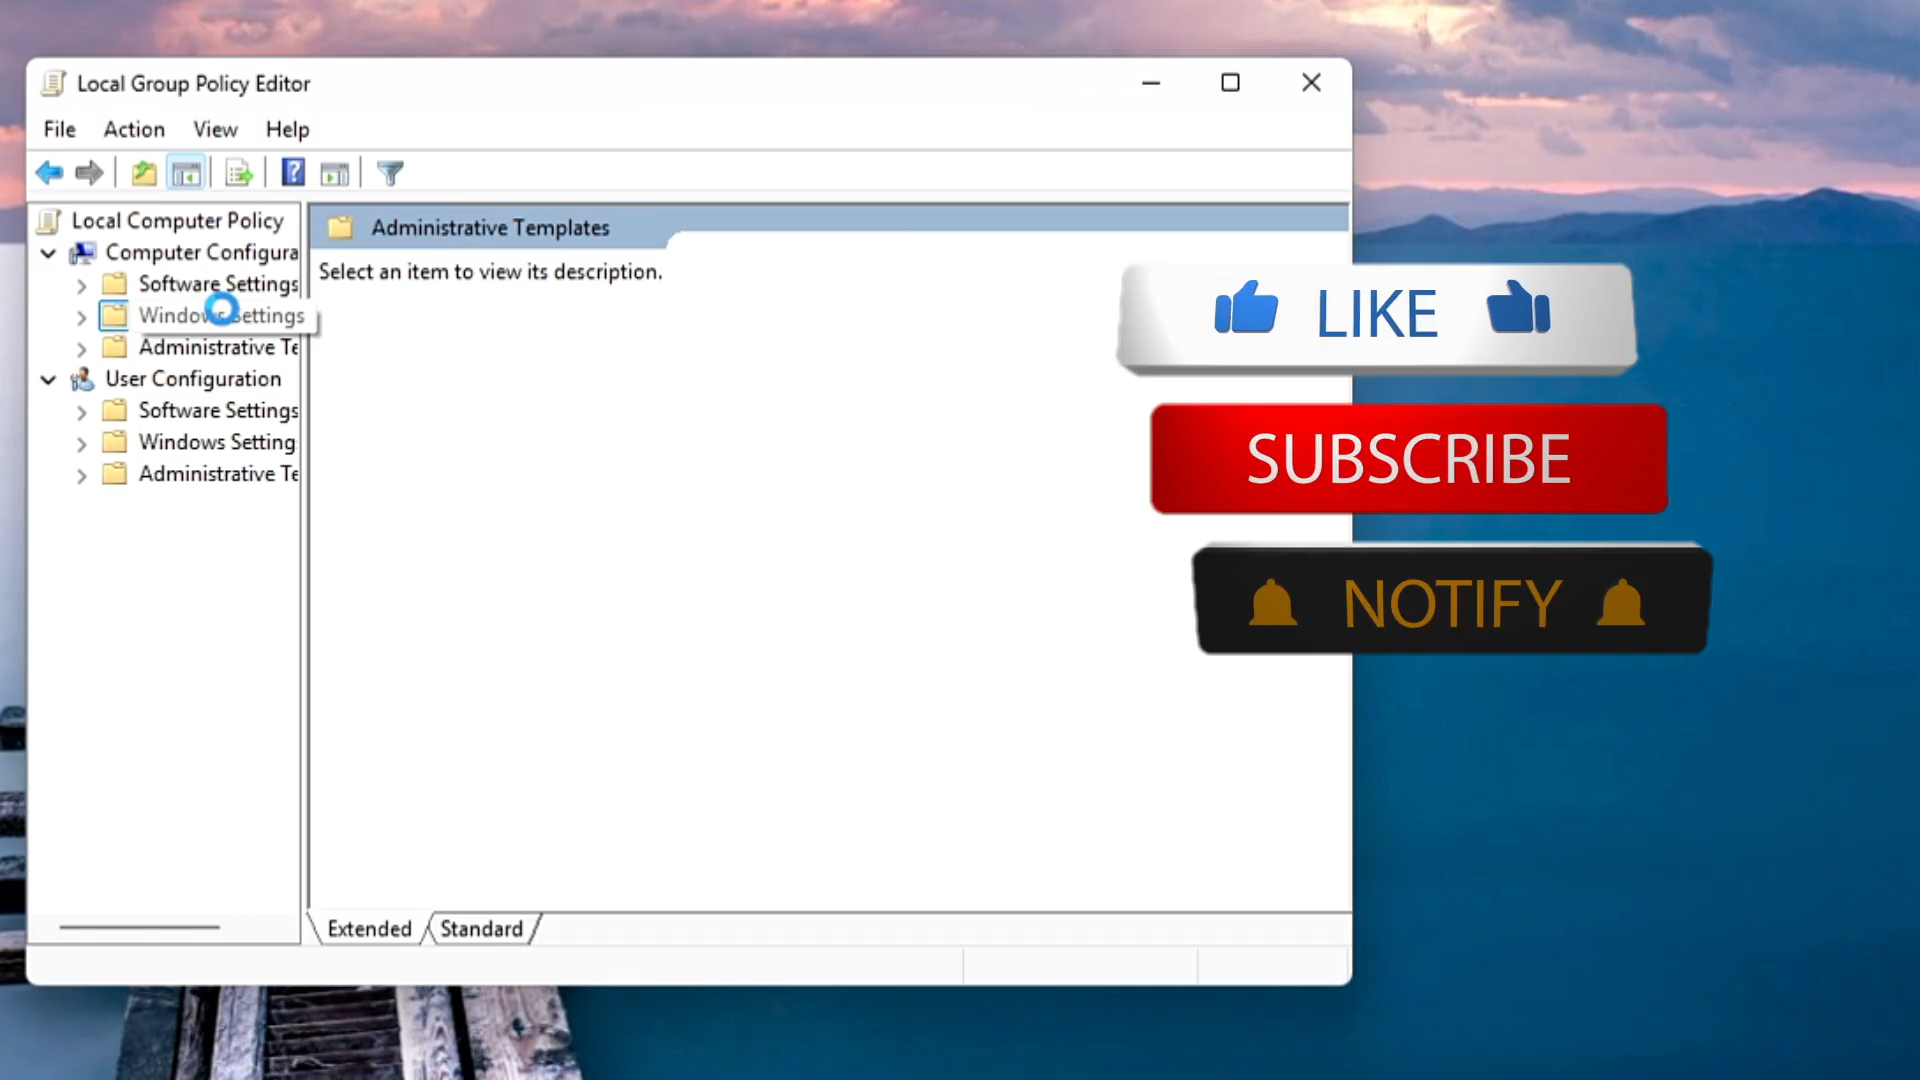 Local Group Policy Editor
File Action View Help
Local Computer Policy
Computer Configura
Software Settings
Windows Settings
Administrative Te
User Configuration
Software Settings
Windows Setting
Administrative Te
Administrative Templates
Select an item to view its description.
LIKE
SUBSCRIBE
NOTIFY
Extended Standard